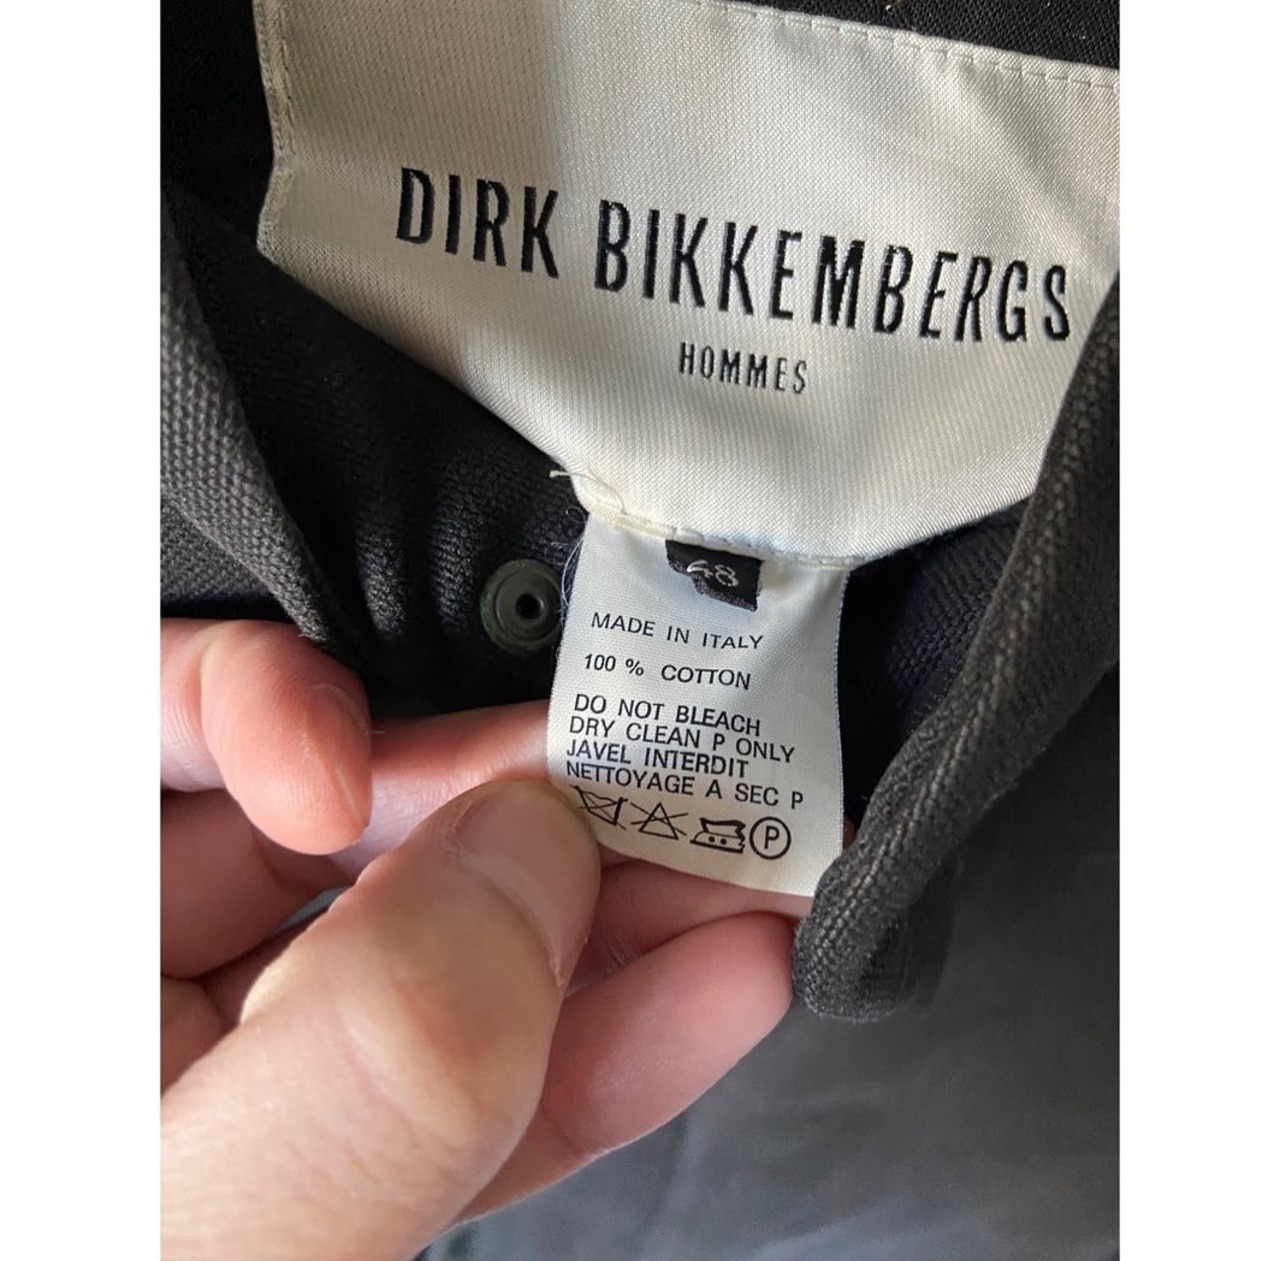 DIRK BIKKEMBERGS
HOMMES
48
MADE IN ITALY
100 % COTTON
DO NOT BLEACH
DRY CLEAN P ONLY
JAVEL INTERDIT
NETTOYAGE A SEC P
P